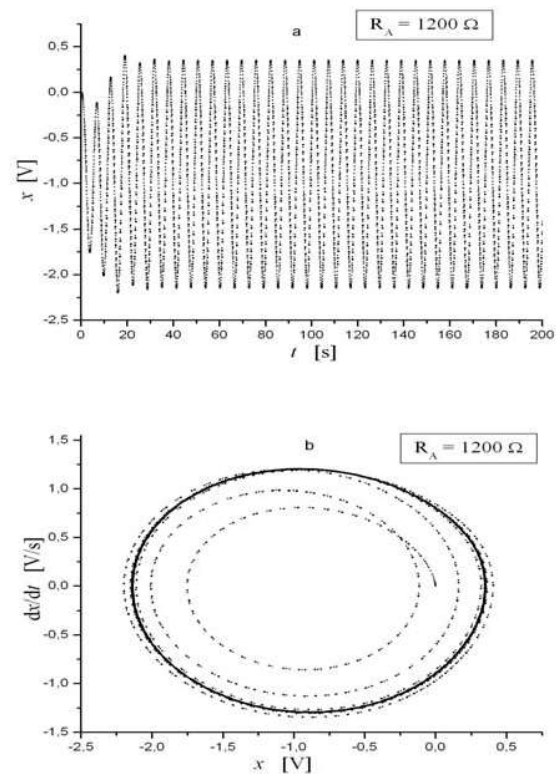 a
R_A = 1200 Ω
x [V]
0,5
0,0
-0,5
-1,0
-1,5
-2,0
-2,5
0 20 40 60 80 100 120 140 160 180 200
t [s]
b
R_A = 1200 Ω
dx/dt [V/s]
1,5
1,0
0,5
0,0
-0,5
-1,0
-1,5
-2,5 -2,0 -1,5 -1,0 -0,5 0,0 0,5
x [V]